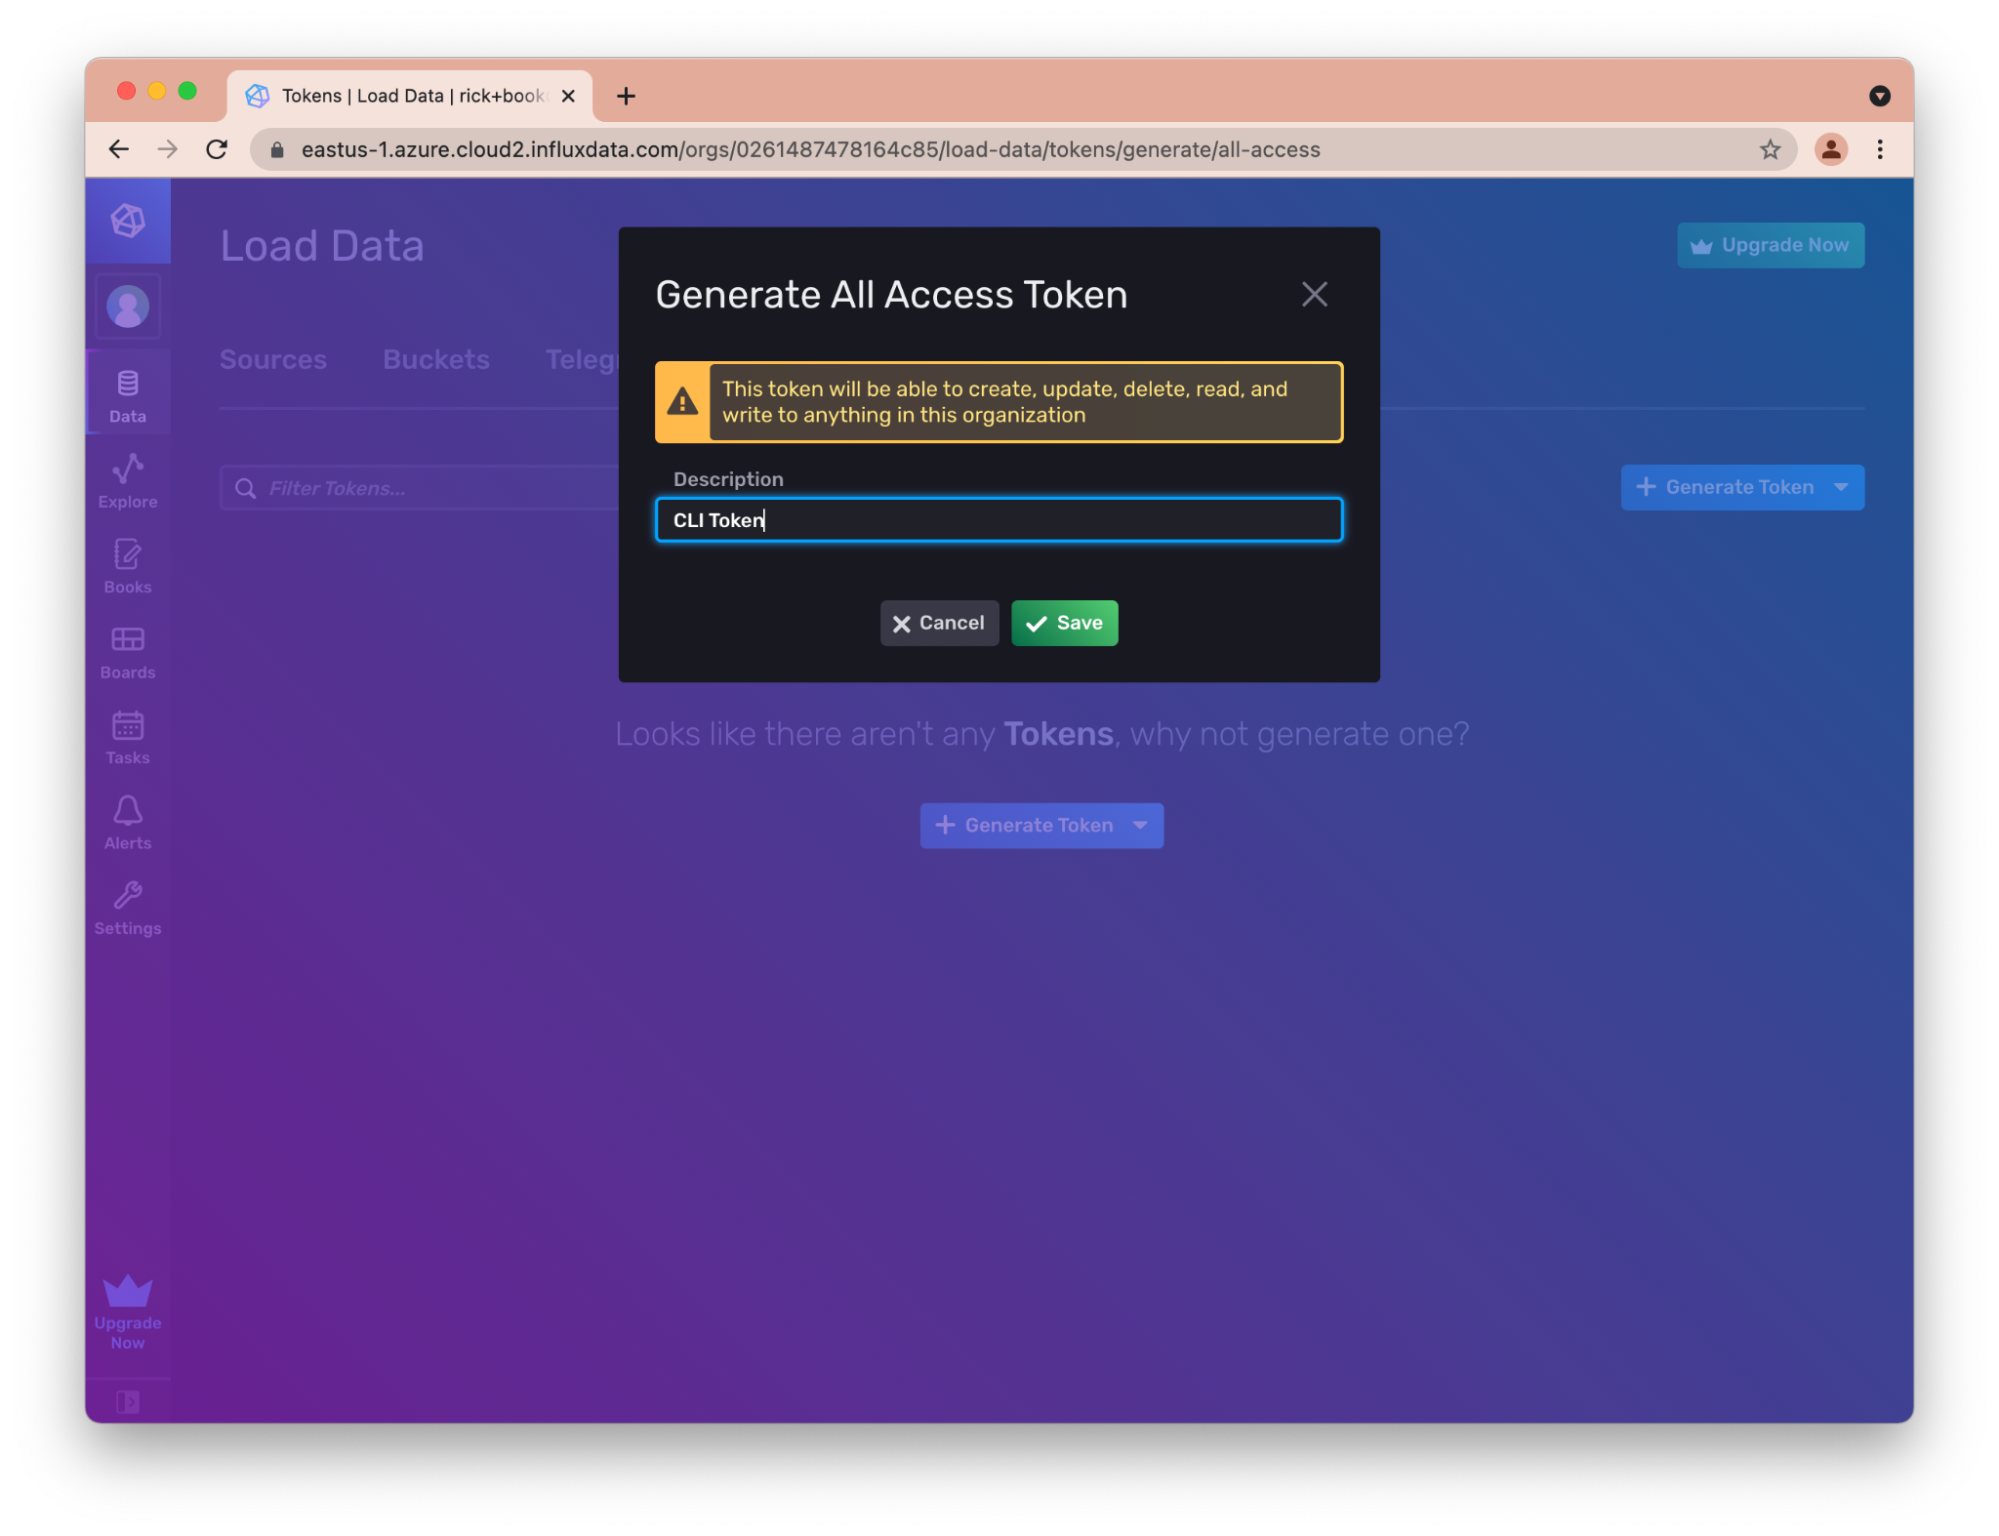 Tokens | Load Data | rick+book
eastus-1.azure.cloud2.influxdata.com/orgs/0261487478164c85/load-data/tokens/generate/all-access
Load Data
Upgrade Now
Generate All Access Token
Sources Buckets Teleg
This token will be able to create, update, delete, read, and
write to anything in this organization
Description
CLI Token
Filter Tokens...
Generate Token
Cancel
Save
Looks like there aren't any Tokens, why not generate one?
Generate Token
Data
Explore
Books
Boards
Tasks
Alerts
Settings
Upgrade
Now